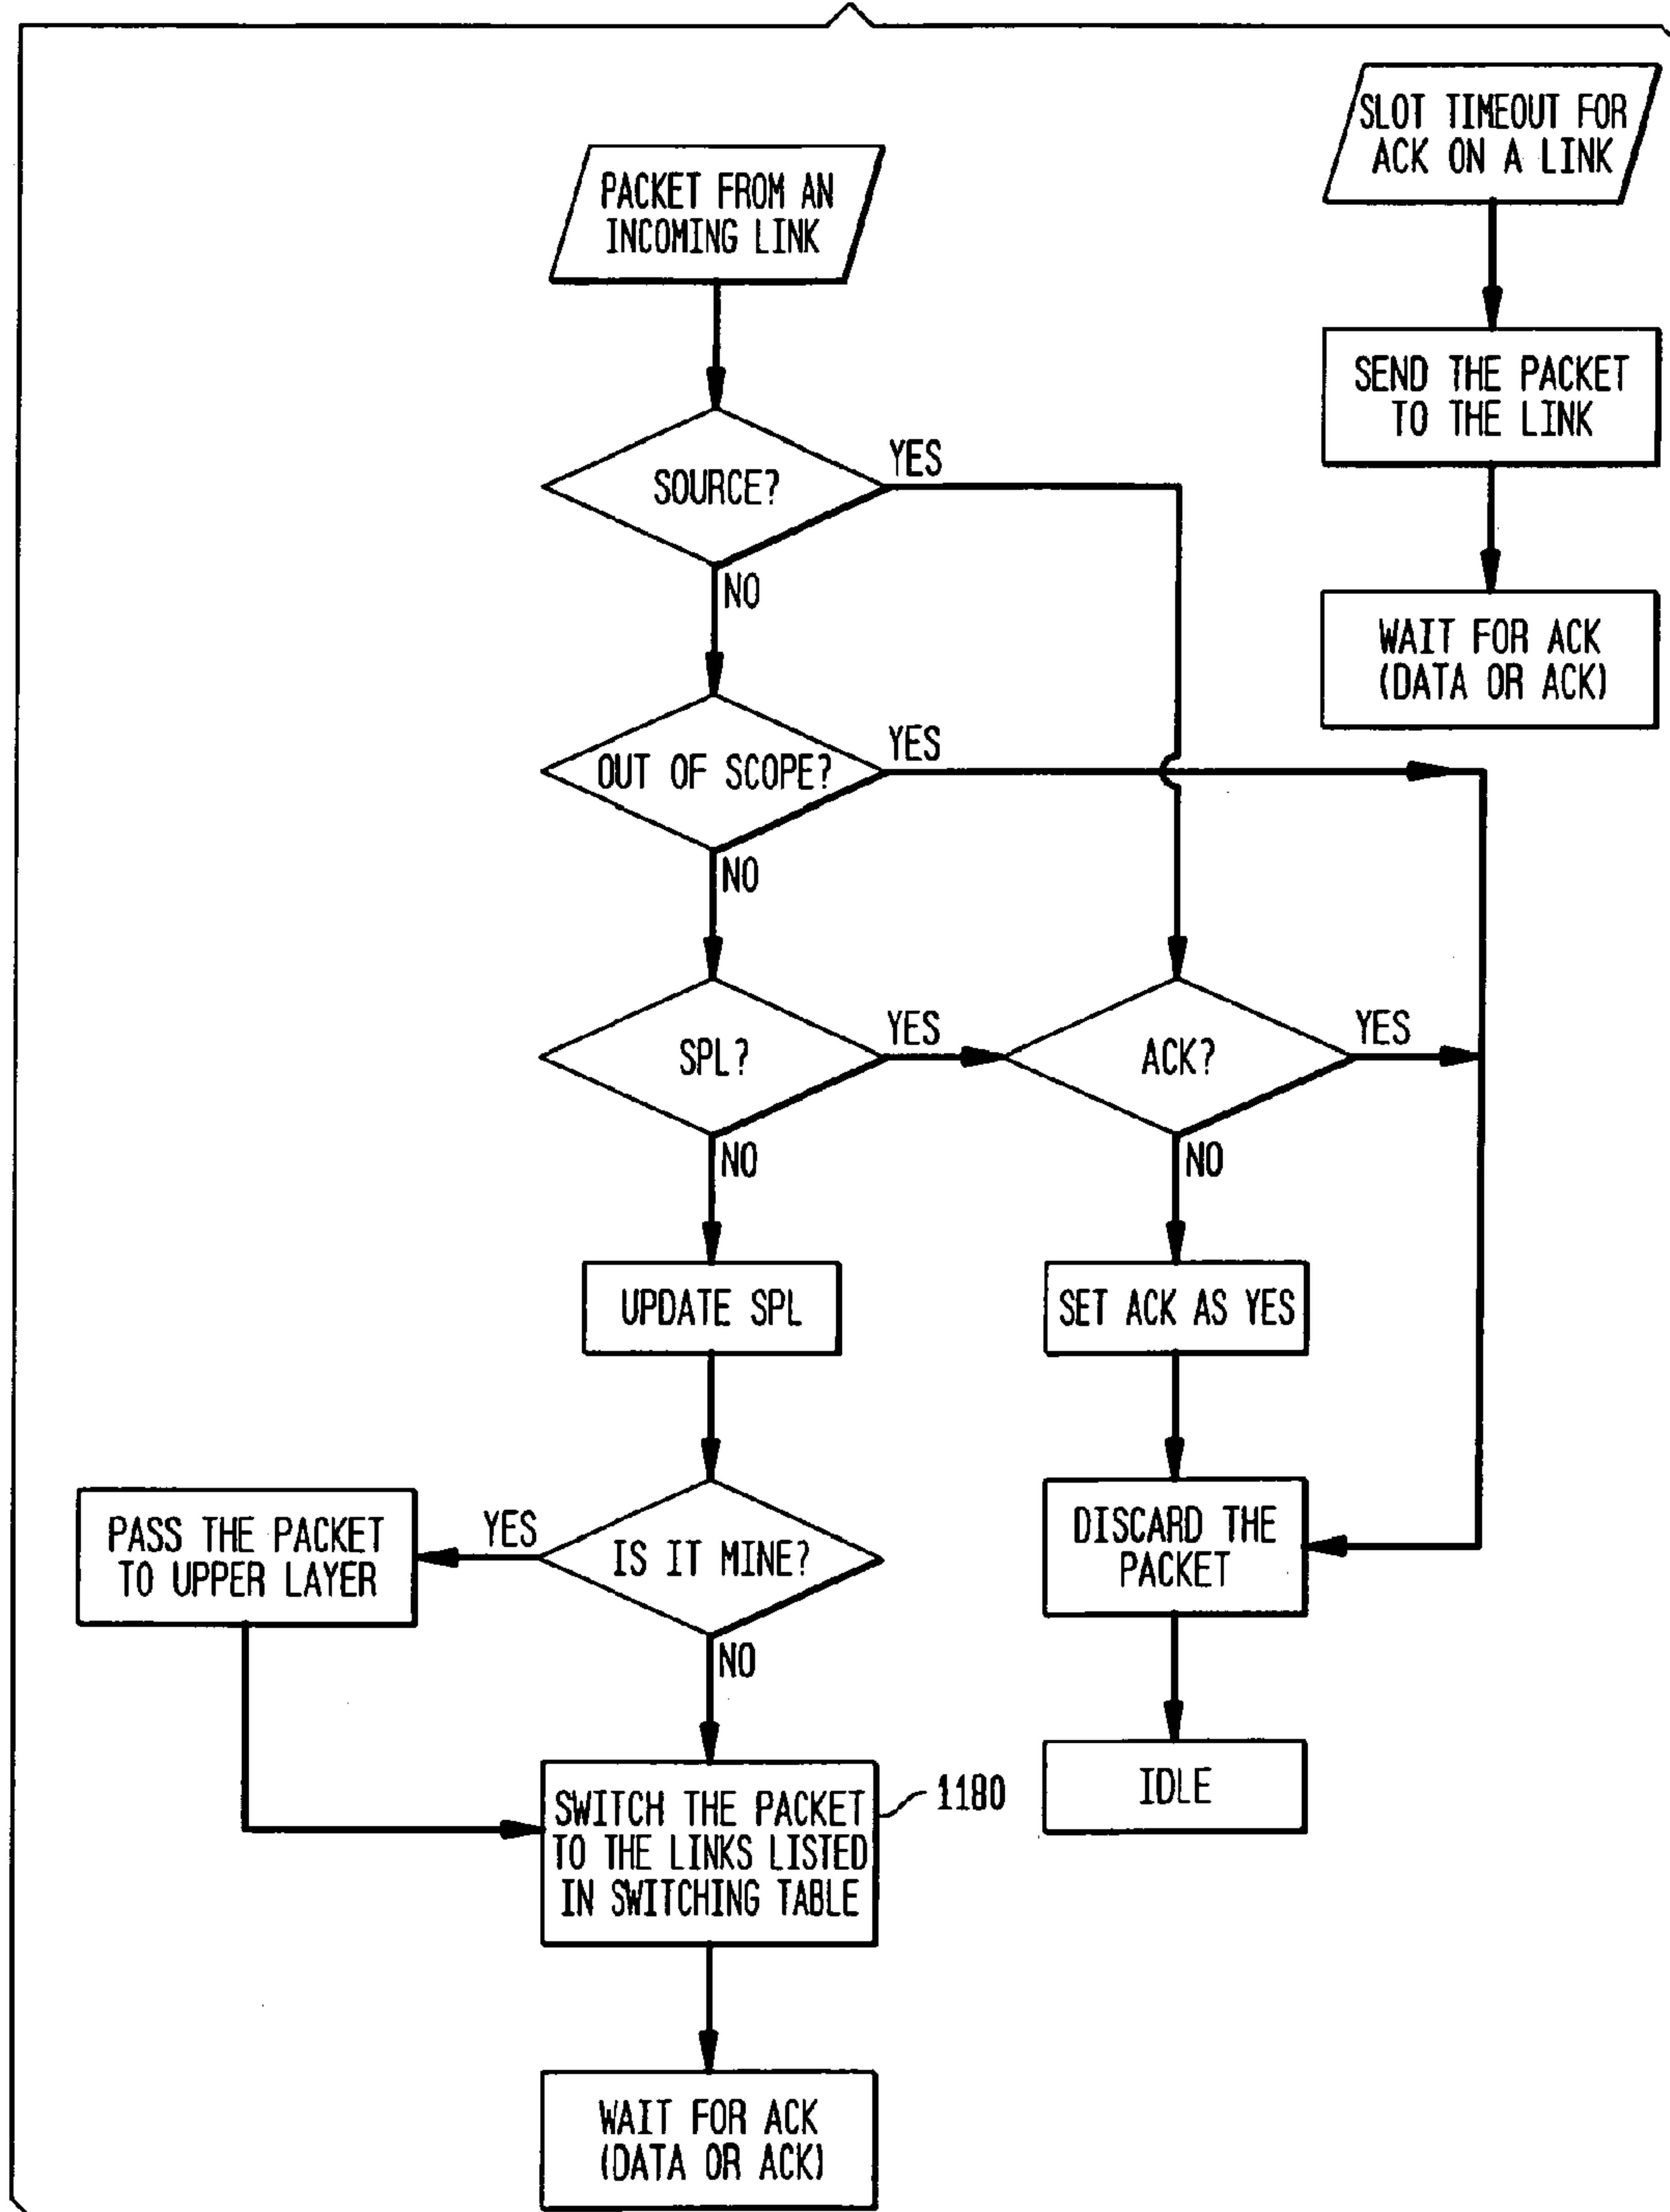 SLOT TIMEOUT FOR
ACK ON A LINK
PACKET FROM AN
INCOMING LINK
SEND THE PACKET
TO THE LINK
SOURCE?
YES
NO
WAIT FOR ACK
(DATA OR ACK)
OUT OF SCOPE?
YES
NO
SPL?
YES
ACK?
YES
NO
NO
UPDATE SPL
SET ACK AS YES
PASS THE PACKET
TO UPPER LAYER
YES
IS IT MINE?
NO
DISCARD THE
PACKET
SWITCH THE PACKET
TO THE LINKS LISTED
IN SWITCHING TABLE
1180
IDLE
WAIT FOR ACK
(DATA OR ACK)